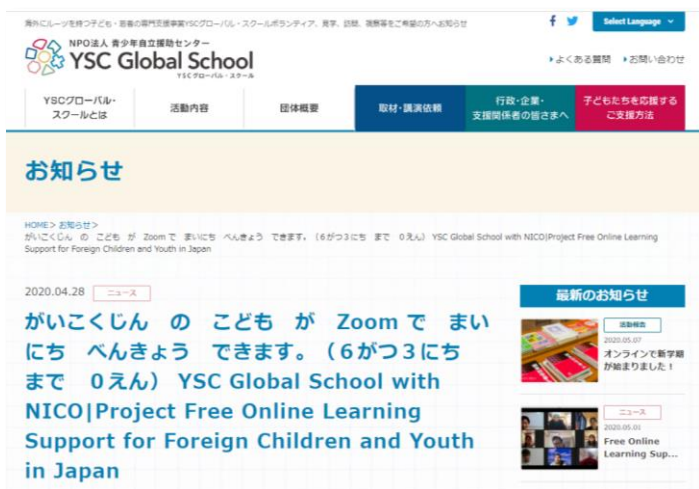 海外にルーツを持つ子ども・若者の専門支援事業YSCグローバル・スクールボランティア、見学、訪問、視察等をご希望の方へお知らせ
Select Language
NPO法人 青少年自立援助センター
YSC Global School
YSCグローバル・スクール
よくある質問
お問い合わせ
YSCグローバル・
スクールとは
活動内容
団体概要
取材・講演依頼
行政・企業・
支援関係者の皆さまへ
子どもたちを応援する
ご支援方法
お知らせ
HOME > お知らせ >
がいこくじん の こども が Zoom で まいにち べんきょう できます。（6がつ3にち まで 0えん） YSC Global School with NICO|Project Free Online Learning
Support for Foreign Children and Youth in Japan
2020.04.28 ニュース
がいこくじん の こども が Zoom で まい
にち べんきょう できます。（６がつ３にち
まで ０えん） YSC Global School with
NICO|Project Free Online Learning
Support for Foreign Children and Youth
in Japan
最新のお知らせ
活動報告
2020.05.07
オンラインで新学期
が始まりました！
ニュース
2020.05.01
Free Online
Learning Sup...